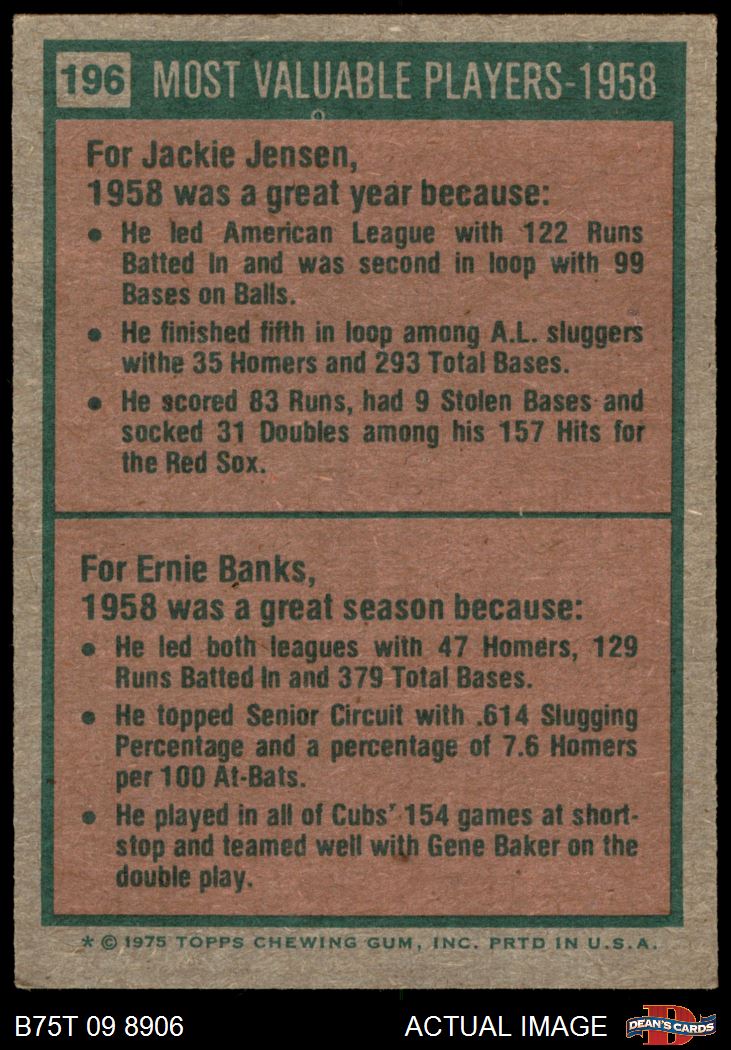 196 MOST VALUABLE PLAYERS-1958
For Jackie Jensen,
1958 was a great year because:
• He led American League with 122 Runs
Batted In and was second in loop with 99
Bases on Balls.
• He finished fifth in loop among A.L. sluggers
withe 35 Homers and 293 Total Bases.
• He scored 83 Runs, had 9 Stolen Bases and
socked 31 Doubles among his 157 Hits for
the Red Sox.
For Ernie Banks,
1958 was a great season because:
• He led both leagues with 47 Homers, 129
Runs Batted In and 379 Total Bases.
• He topped Senior Circuit with .614 Slugging
Percentage and a percentage of 7.6 Homers
per 100 At-Bats.
• He played in all of Cubs' 154 games at short-
stop and teamed well with Gene Baker on the
double play.
* © 1975 TOPPS CHEWING GUM, INC. PRTD IN U.S.A.
B75T 09 8906 ACTUAL IMAGE DEAN'S CARDS